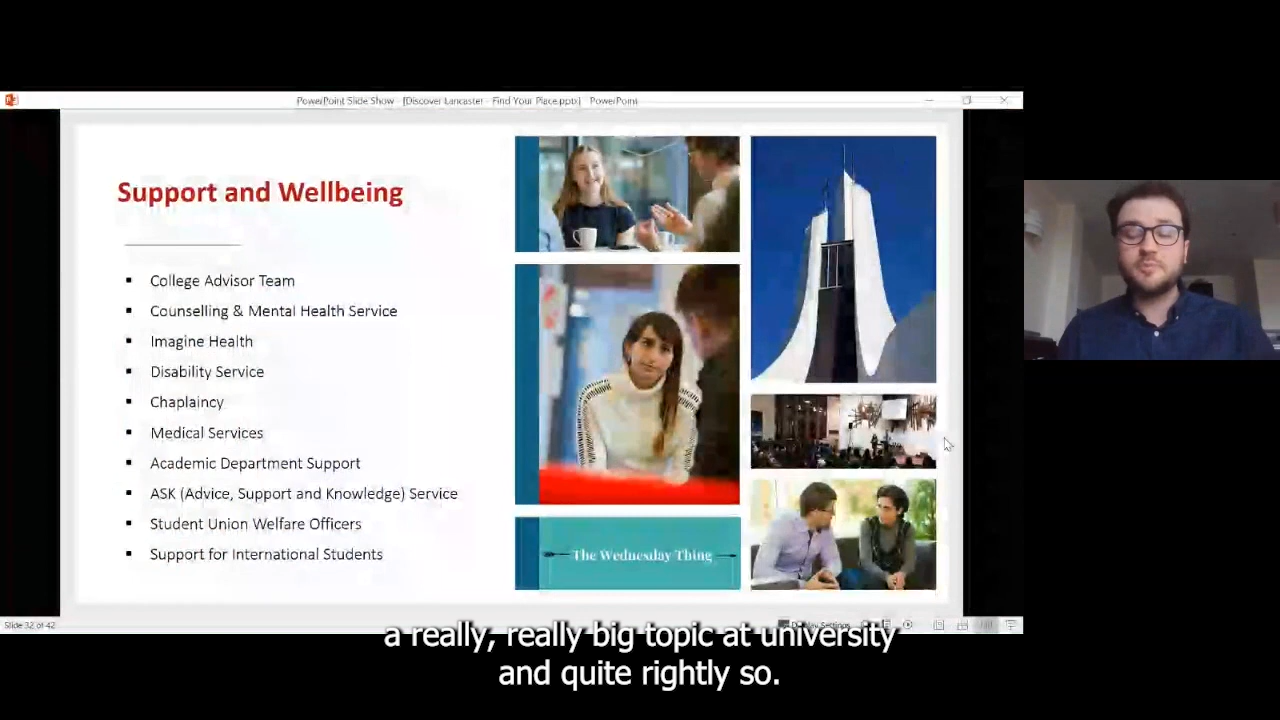 PowerPoint Slide Show - [Discover Lancaster - Find Your Place.pptx] - PowerPoint
Support and Wellbeing
College Advisor Team
Counselling & Mental Health Service
Imagine Health
Disability Service
Chaplaincy
Medical Services
Academic Department Support
ASK (Advice, Support and Knowledge) Service
Student Union Welfare Officers
Support for International Students
The Wednesday Thing
Slide 32 of 42
Display Settings
a really, really big topic at university
and quite rightly so.